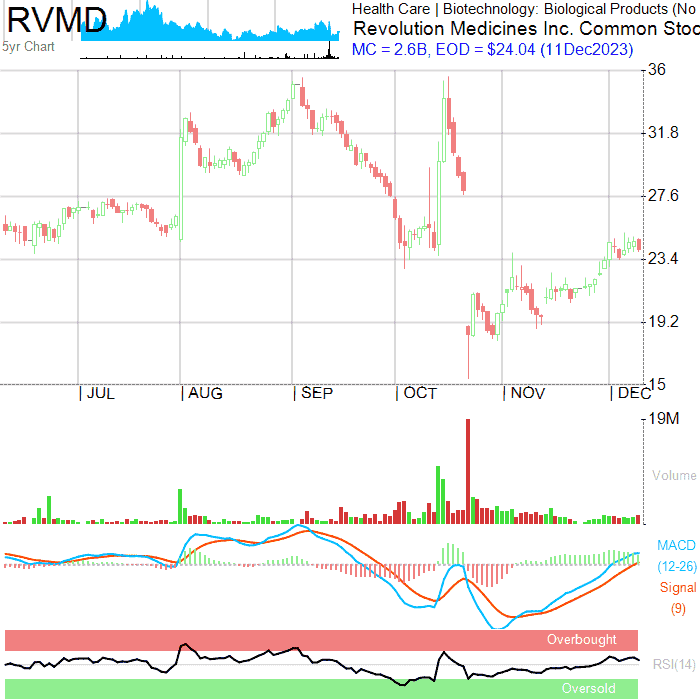 RVMD
5yr Chart
Health Care | Biotechnology: Biological Products (No
Revolution Medicines Inc. Common Stoc
MC = 2.6B, EOD = $24.04 (11Dec2023)
36
31.8
27.6
23.4
19.2
15
| JUL | AUG | SEP | OCT | NOV | DEC
19M
Volume
MACD
(12-26)
Signal
(9)
Overbought
RSI(14)
Oversold